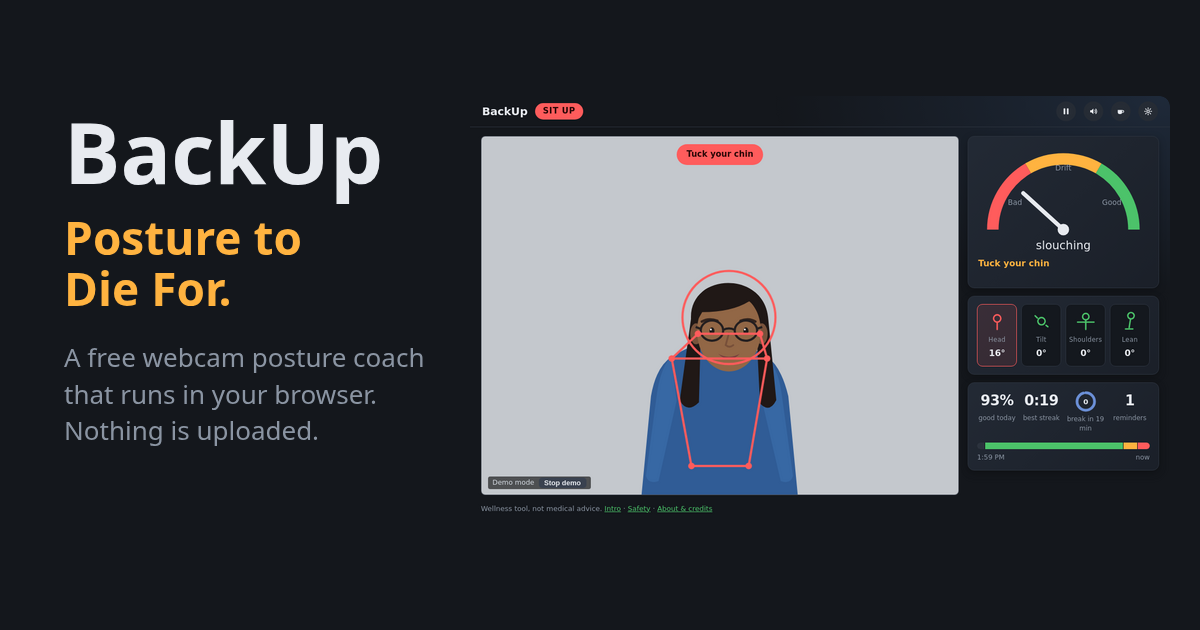 BackUp
Posture to
Die For.
A free webcam posture coach
that runs in your browser.
Nothing is uploaded.
BackUp SIT UP
Tuck your chin
Demo mode Stop demo
Wellness tool, not medical advice. Intro · Safety · About & credits
Drift
Bad Good
slouching
Tuck your chin
Head Tilt Shoulders Lean
16° 0° 0° 0°
93% 0:19 0 1
good today best streak break in 19 min reminders
1:59 PM now